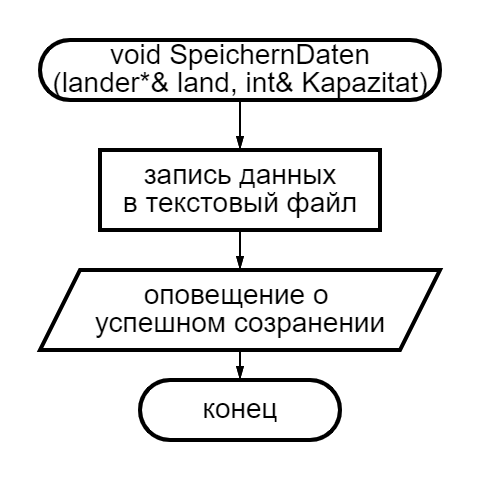 void SpeichernDaten
(lander*& land, int& Kapazitat)
запись данных
в текстовый файл
оповещение о
успешном созранении
конец